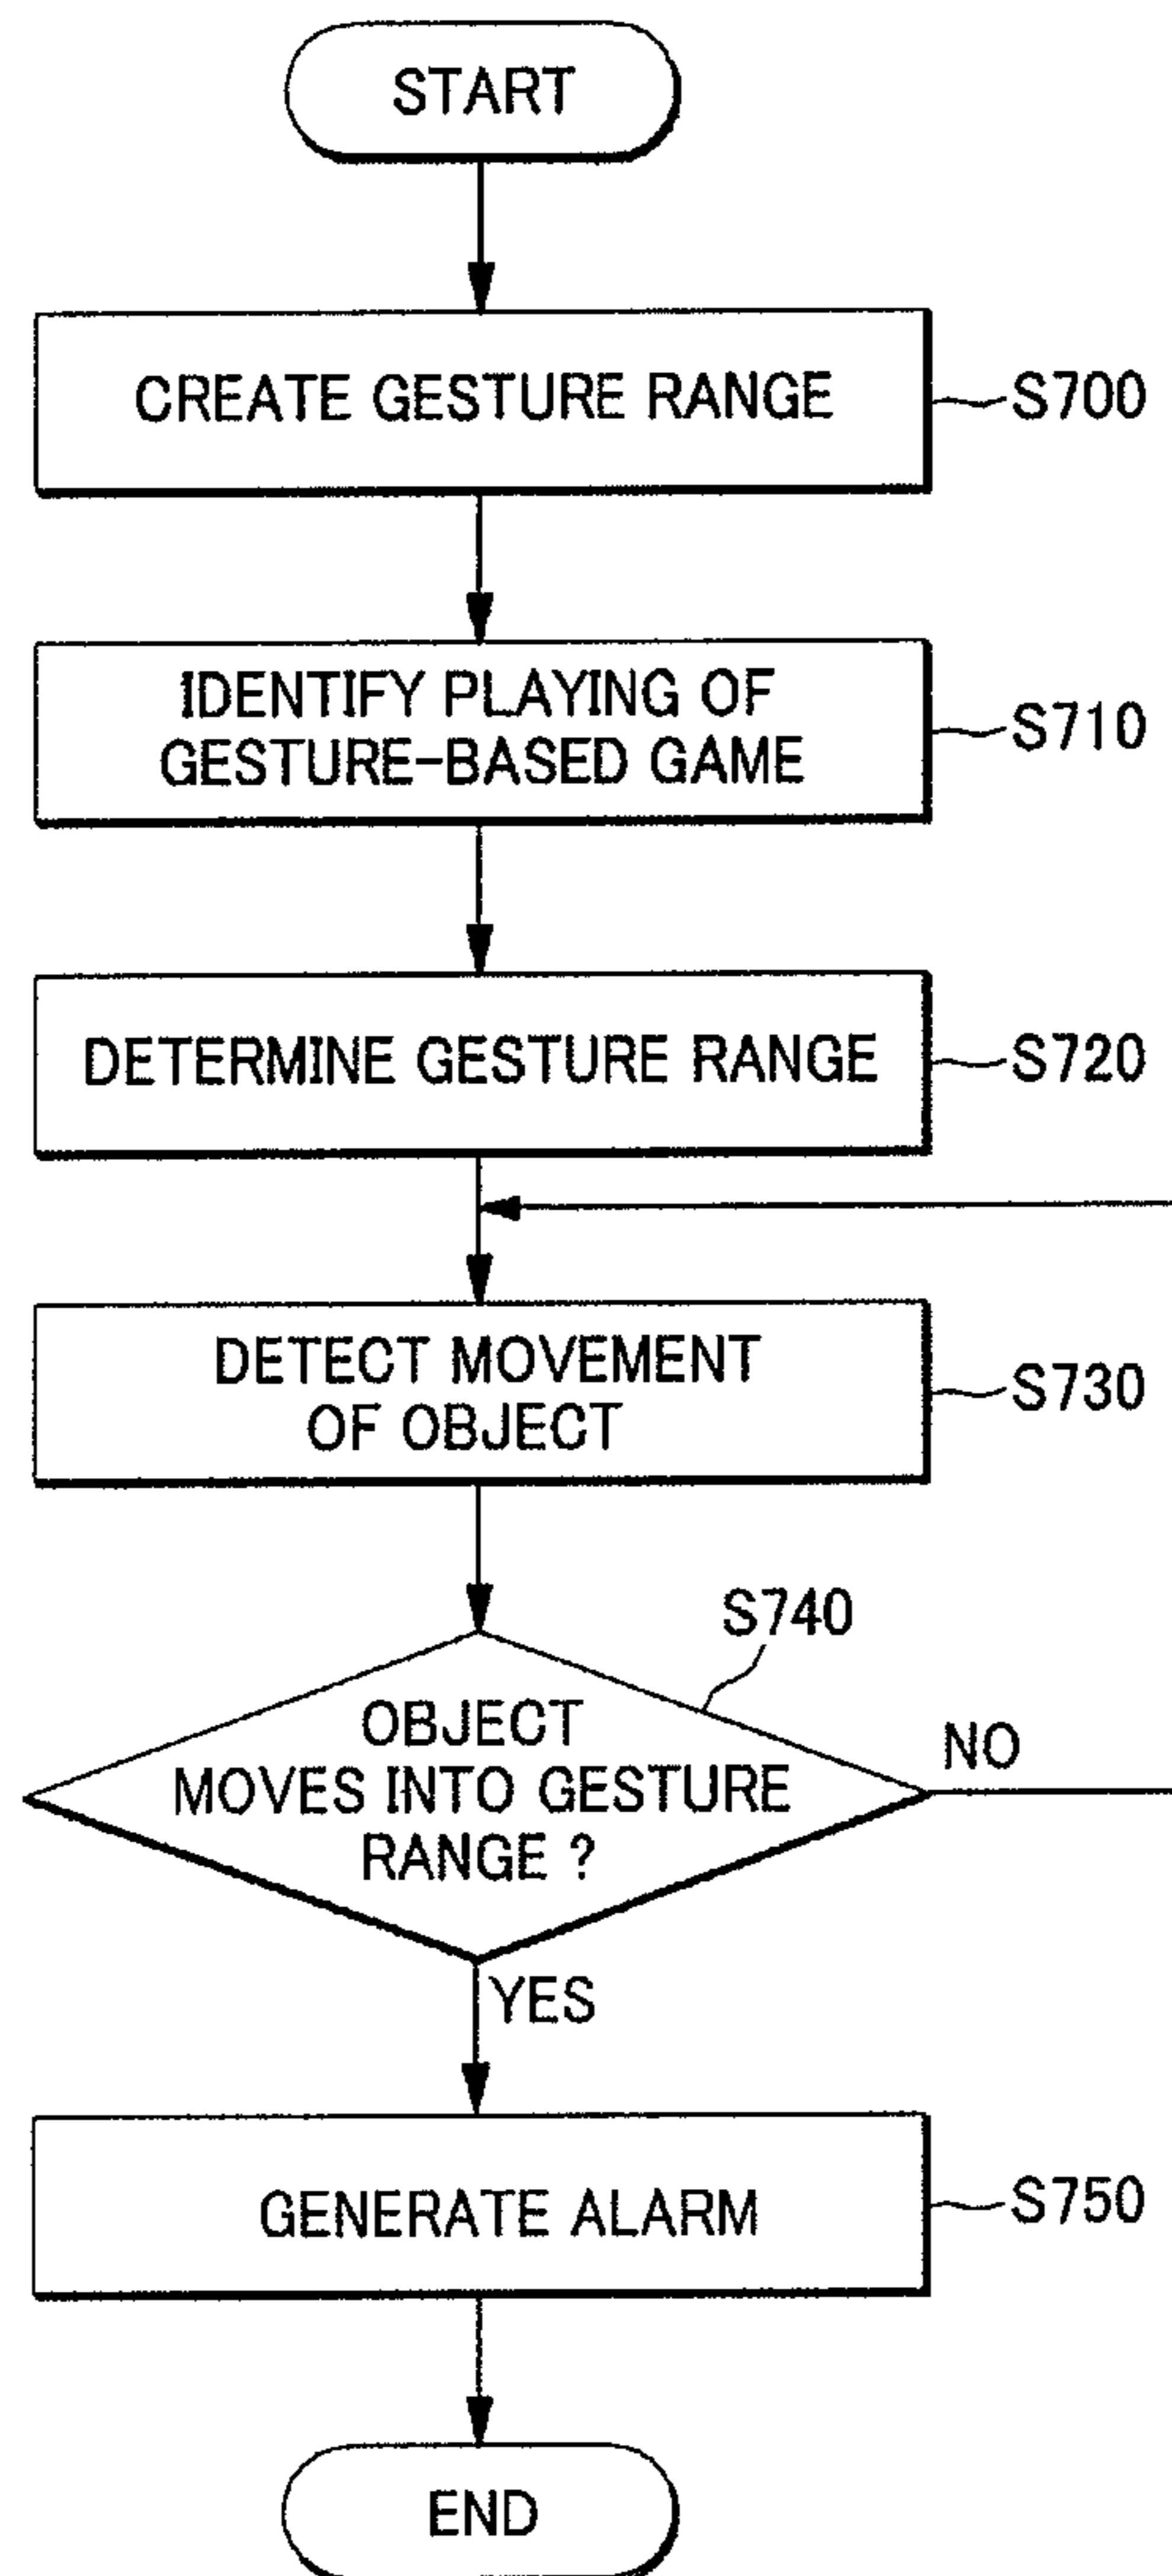 START
CREATE GESTURE RANGE
S700
IDENTIFY PLAYING OF
GESTURE-BASED GAME
S710
DETERMINE GESTURE RANGE
S720
DETECT MOVEMENT
OF OBJECT
S730
S740
OBJECT
MOVES INTO GESTURE
RANGE ?
NO
YES
GENERATE ALARM
S750
END